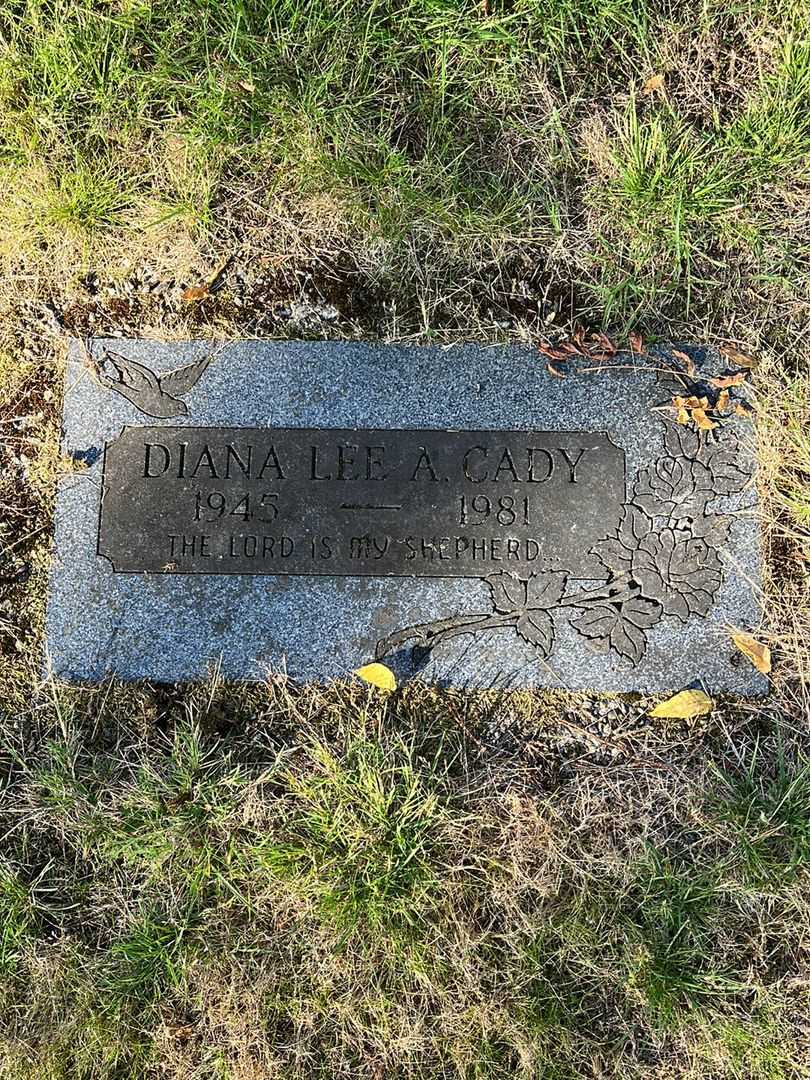 DIANA LEE A. CADY
1945 — 1981
THE LORD IS MY SHEPHERD...